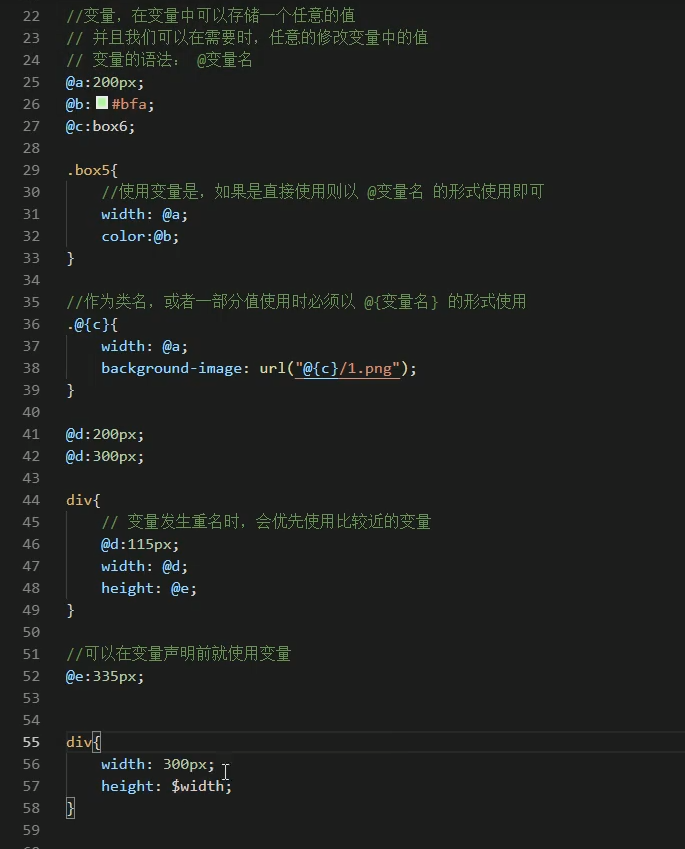 22 //变量，在变量中可以存储一个任意的值
23 // 并且我们可以在需要时，任意的修改变量中的值
24 // 变量的语法： @变量名
25 @a:200px;
26 @b:#bfa;
27 @c:box6;
28
29 .box5{
30 //使用变量是，如果是直接使用则以 @变量名 的形式使用即可
31 width: @a;
32 color:@b;
33 }
34
35 //作为类名，或者一部分值使用时必须以 @{变量名} 的形式使用
36 .@{c}{
37 width: @a;
38 background-image: url("@{c}/1.png");
39 }
40
41 @d:200px;
42 @d:300px;
43
44 div{
45 // 变量发生重名时，会优先使用比较近的变量
46 @d:115px;
47 width: @d;
48 height: @e;
49 }
50
51 //可以在变量声明前就使用变量
52 @e:335px;
53
54
55 div{
56 width: 300px;
57 height: $width;
58 }
59